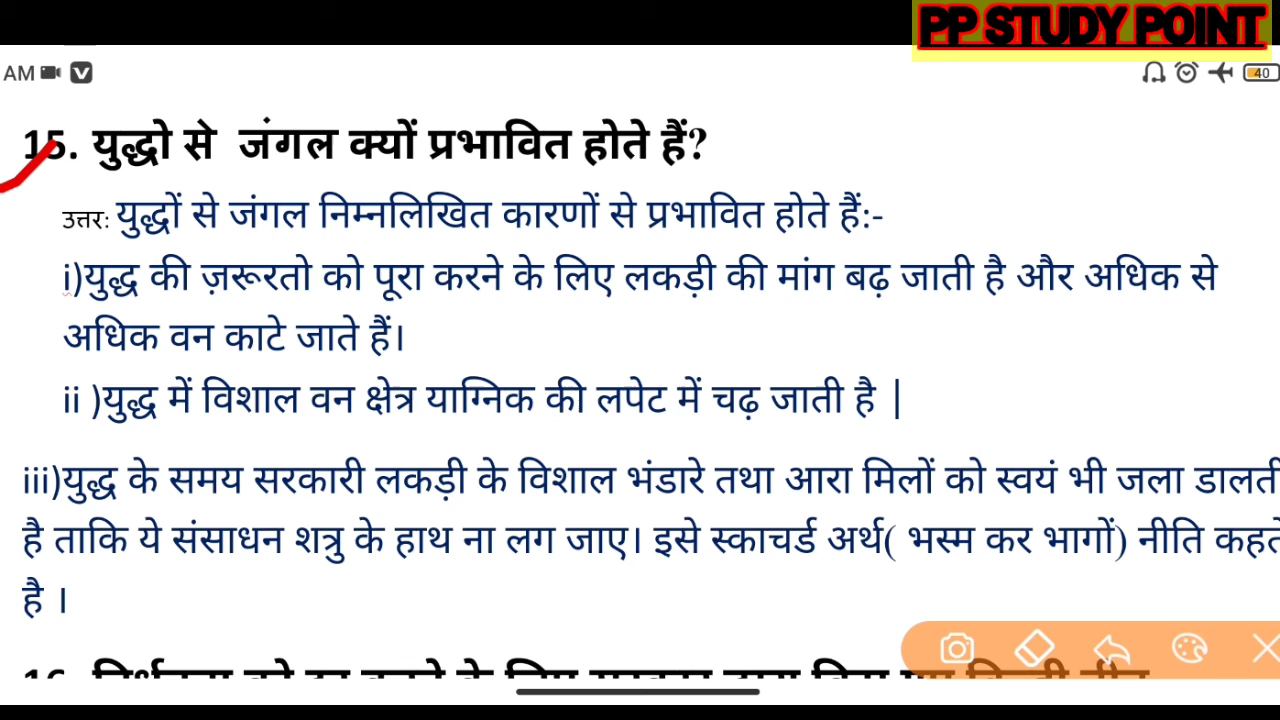 PP STUDY POINT
AM
40
15. युद्धो से जंगल क्यों प्रभावित होते हैं?
उत्तर: युद्धों से जंगल निम्नलिखित कारणों से प्रभावित होते हैं:-
i)युद्ध की ज़रूरतो को पूरा करने के लिए लकड़ी की मांग बढ़ जाती है और अधिक से
अधिक वन काटे जाते हैं।
ii )युद्ध में विशाल वन क्षेत्र याग्निक की लपेट में चढ़ जाती है |
iii)युद्ध के समय सरकारी लकड़ी के विशाल भंडारे तथा आरा मिलों को स्वयं भी जला डालती
है ताकि ये संसाधन शत्रु के हाथ ना लग जाए। इसे स्काचर्ड अर्थ( भस्म कर भागों) नीति कहते
है ।